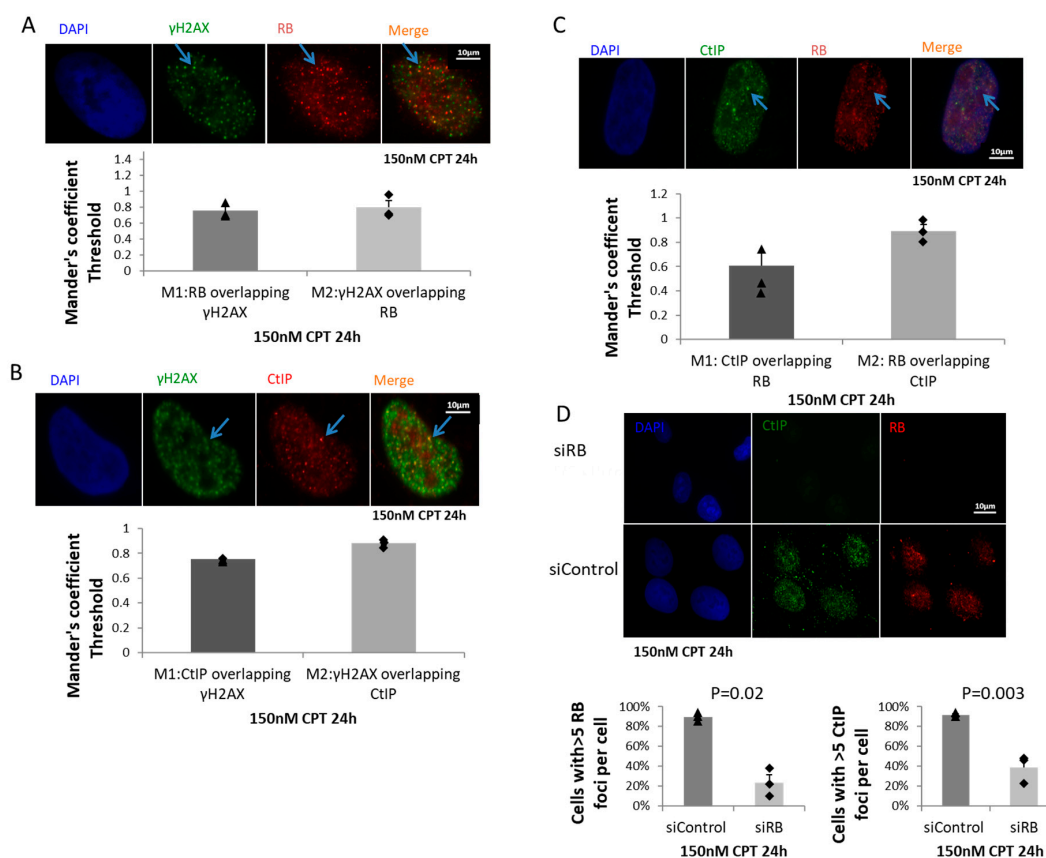 A
DAPI γH2AX RB Merge
10µm
150nM CPT 24h
Mander's coefficient
Threshold
1.4
1.2
1
0.8
0.6
0.4
0.2
0
M1:RB overlapping M2:γH2AX overlapping
γH2AX RB
150nM CPT 24h
B
DAPI γH2AX CtIP Merge
10µm
150nM CPT 24h
Mander's coefficient
Threshold
1
0.8
0.6
0.4
0.2
0
M1:CtIP overlapping M2:γH2AX overlapping
γH2AX CtIP
150nM CPT 24h
C
DAPI CtIP RB Merge
10µm
150nM CPT 24h
Mander's coefficent
Threshold
1.2
1
0.8
0.6
0.4
0.2
0
M1: CtIP overlapping M2: RB overlapping
RB CtIP
150nM CPT 24h
D
DAPI CtIP RB
siRB
10µm
siControl
150nM CPT 24h
P=0.02
Cells with>5 RB
foci per cell
100%
80%
60%
40%
20%
0%
siControl siRB
150nM CPT 24h
P=0.003
Cells with >5 CtIP
foci per cell
100%
80%
60%
40%
20%
0%
siControl siRB
150nM CPT 24h